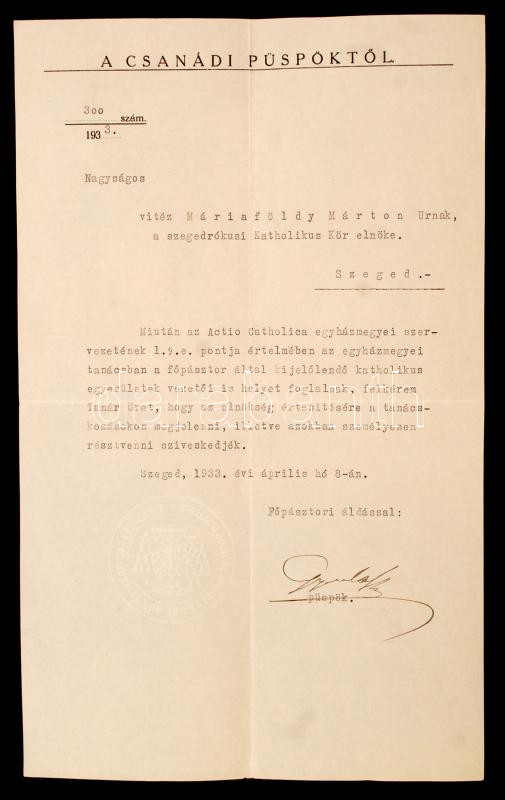 A CSANÁDI PÜSPÖKTŐL.
300 szám.
1933.
Nagyságos
vitéz Máriaföldy Márton Urnak,
a szegedrókusi Katholikus Kör elnöke.
Szeged.-
Miután az Actio Catholica egyházmegyei szer-
vezetének 1.§.e. pontja értelmében az egyházmegyei
tanácsban a főpásztor által kijelölendő katholikus
egyesületek vezetői is helyet foglalnak, felkérem
Tanár Urat, hogy az elnökség értesitésére a tanács-
kozásokon megjelenni, illetve azokban személyesen
résztvenni sziveskedjék.
Szeged, 1933. évi április hó 8-án.
Főpásztori áldással:
püspök.
darabanth